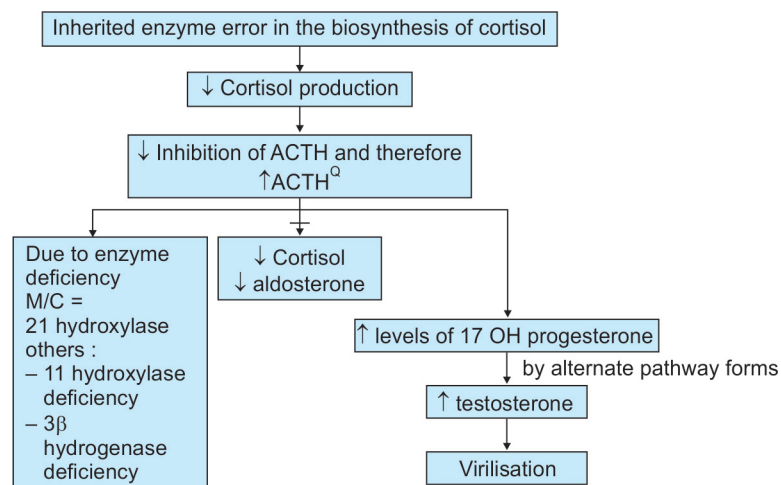 Inherited enzyme error in the biosynthesis of cortisol
↓ Cortisol production
↓ Inhibition of ACTH and therefore
↑ACTH^Q
Due to enzyme
deficiency
M/C =
21 hydroxylase
others :
– 11 hydroxylase
deficiency
– 3β
hydrogenase
deficiency
↓ Cortisol
↓ aldosterone
↑ levels of 17 OH progesterone
by alternate pathway forms
↑ testosterone
Virilisation